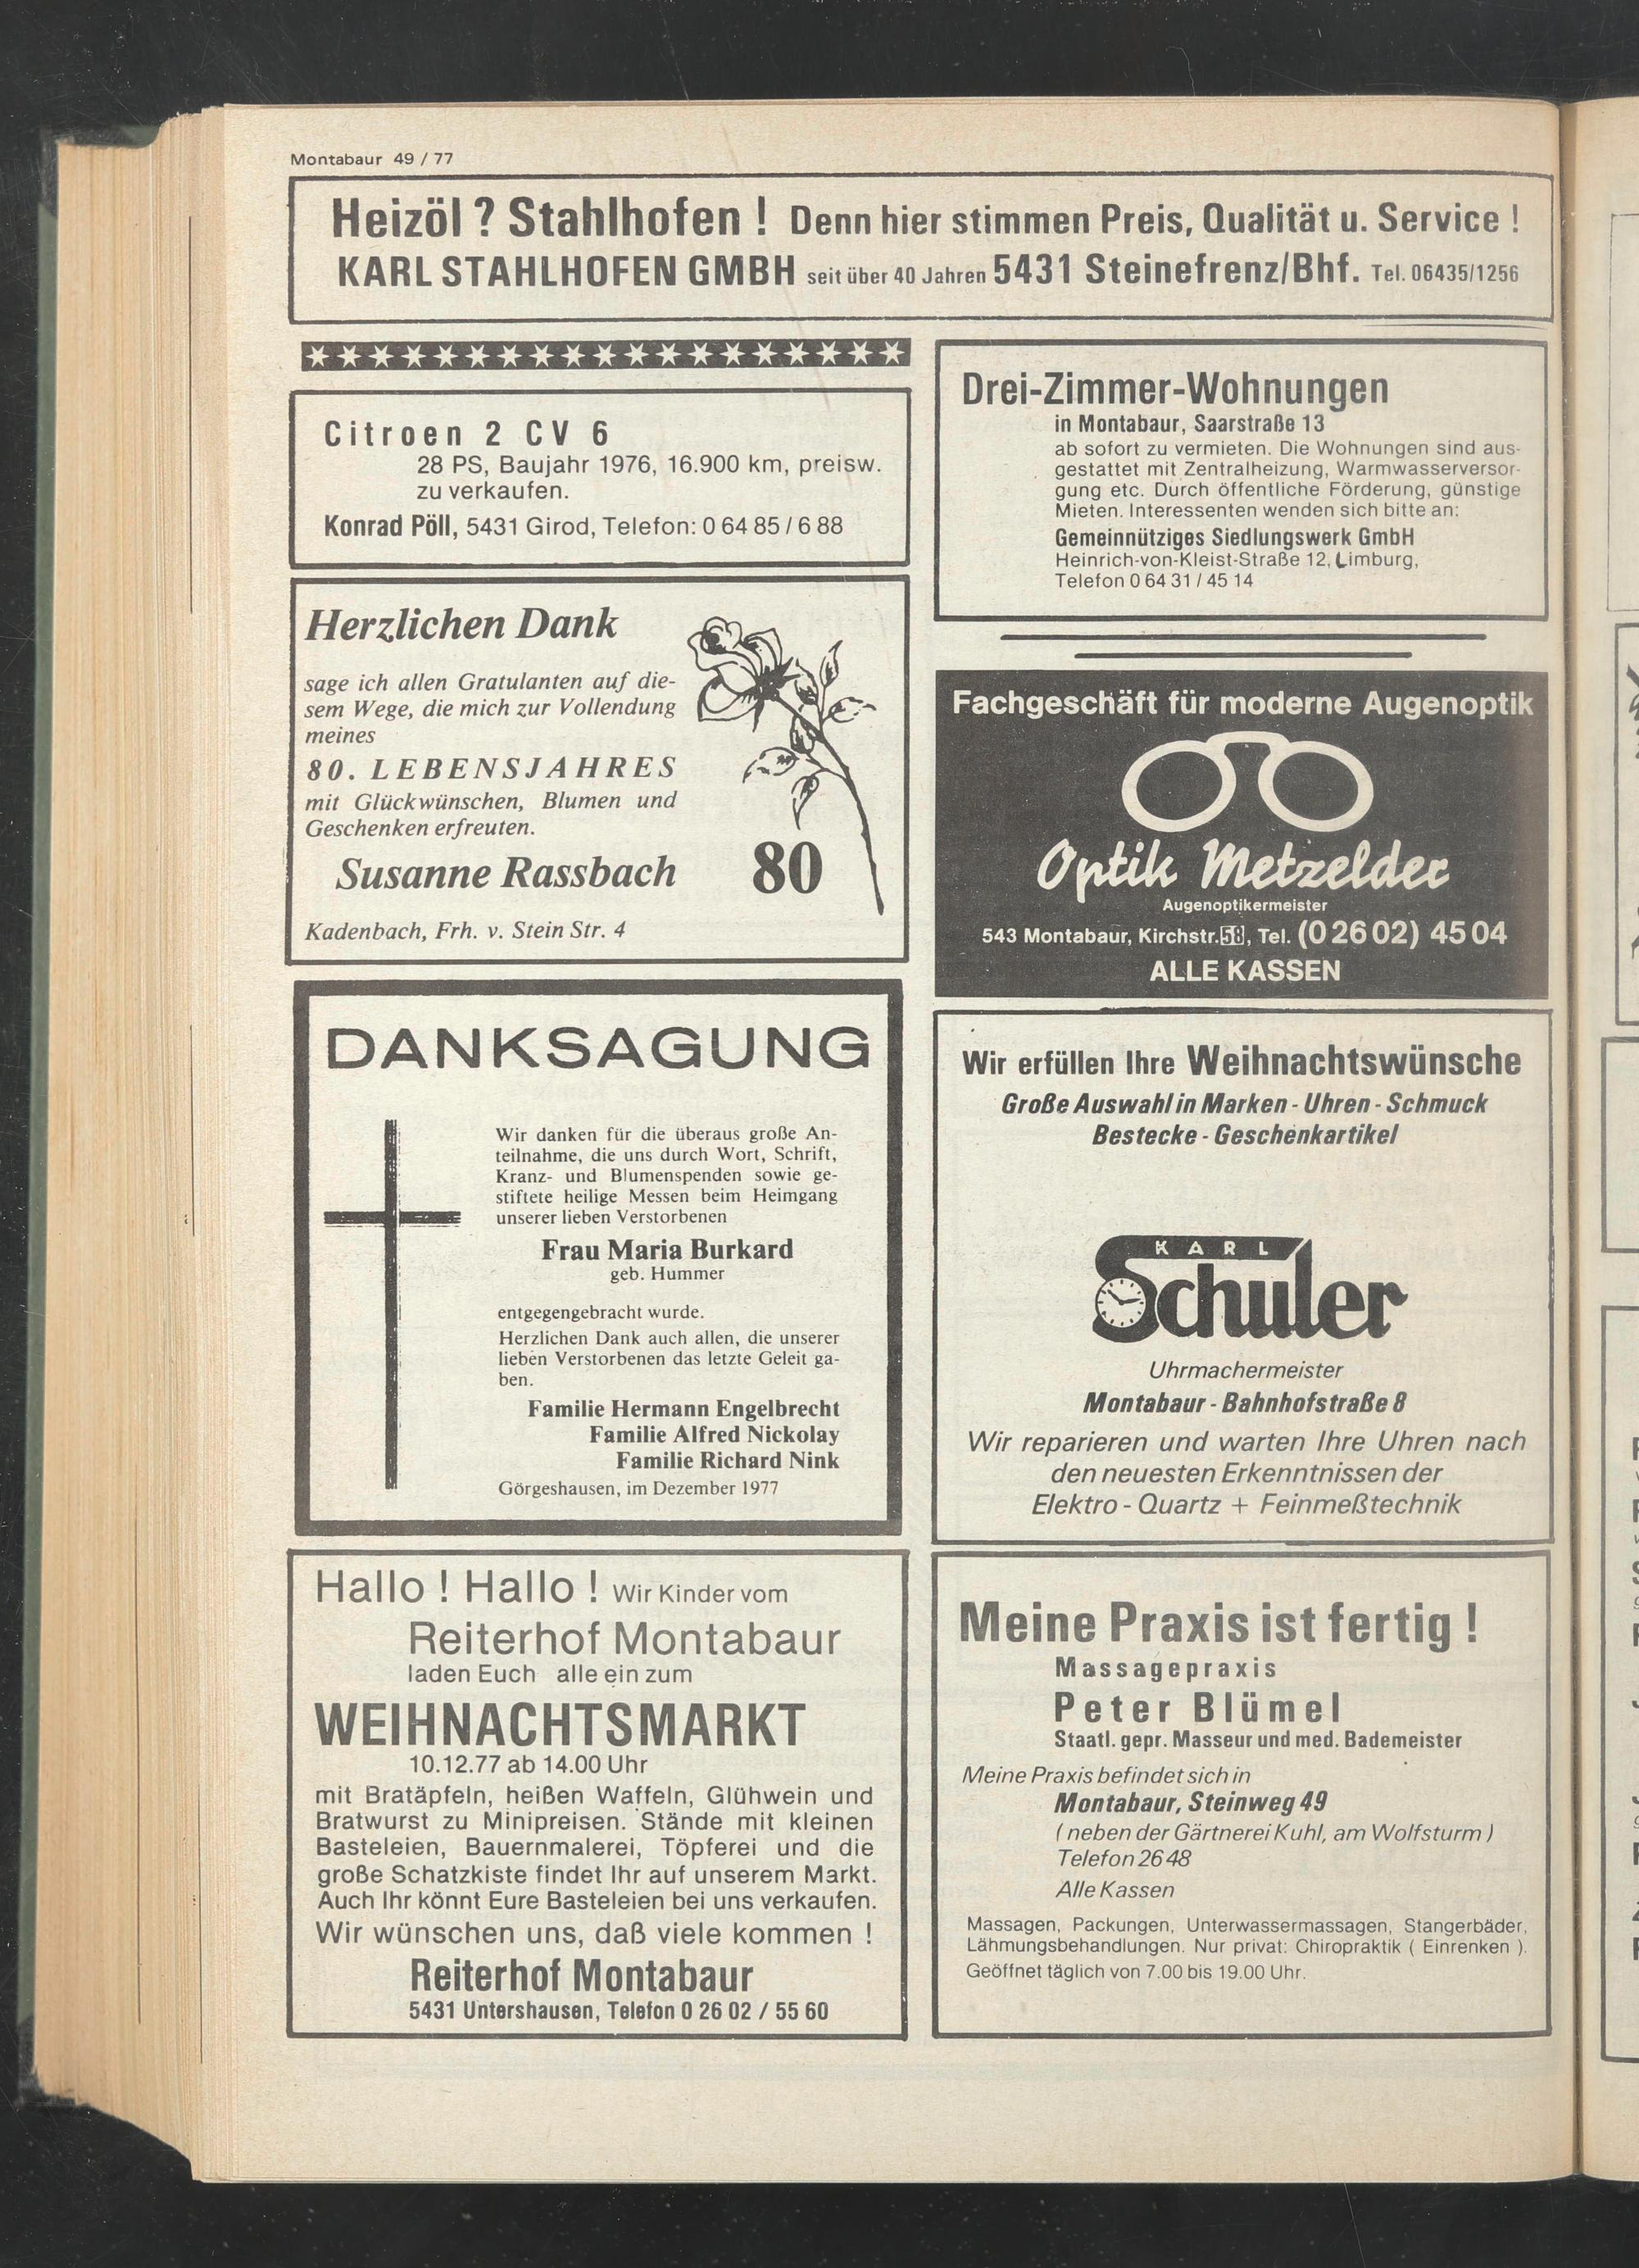 Montabaur 49 / 77
Heizöl ? Stahlhofen ! Denn hier stimmen Preis, Qualität u. Service !
KARL STAHLHOFEN GMBH seit über 40 Jahren 5431 Steinefrenz/Bhf. Tel. 06435/1256
Citroen 2 CV 6
28 PS, Baujahr 1976, 16.900 km, preisw.
zu verkaufen.
Konrad Pöll, 5431 Girod, Telefon: 0 64 85 / 6 88
Herzlichen Dank
sage ich allen Gratulanten auf die-
sem Wege, die mich zur Vollendung
meines
80. LEBENSJAHRES
mit Glückwünschen, Blumen und
Geschenken erfreuten.
Susanne Rassbach 80
Kadenbach, Frh. v. Stein Str. 4
DANKSAGUNG
Wir danken für die überaus große An-
teilnahme, die uns durch Wort, Schrift,
Kranz- und Blumenspenden sowie ge-
stiftete heilige Messen beim Heimgang
unserer lieben Verstorbenen
Frau Maria Burkard
geb. Hummer
entgegengebracht wurde.
Herzlichen Dank auch allen, die unserer
lieben Verstorbenen das letzte Geleit ga-
ben.
Familie Hermann Engelbrecht
Familie Alfred Nickolay
Familie Richard Nink
Görgeshausen, im Dezember 1977
Hallo ! Hallo ! Wir Kinder vom
Reiterhof Montabaur
laden Euch alle ein zum
WEIHNACHTSMARKT
10.12.77 ab 14.00 Uhr
mit Bratäpfeln, heißen Waffeln, Glühwein und
Bratwurst zu Minipreisen. Stände mit kleinen
Basteleien, Bauernmalerei, Töpferei und die
große Schatzkiste findet Ihr auf unserem Markt.
Auch Ihr könnt Eure Basteleien bei uns verkaufen.
Wir wünschen uns, daß viele kommen !
Reiterhof Montabaur
5431 Untershausen, Telefon 0 26 02 / 55 60
Drei-Zimmer-Wohnungen
in Montabaur, Saarstraße 13
ab sofort zu vermieten. Die Wohnungen sind aus-
gestattet mit Zentralheizung, Warmwasserversor-
gung etc. Durch öffentliche Förderung, günstige
Mieten. Interessenten wenden sich bitte an:
Gemeinnütziges Siedlungswerk GmbH
Heinrich-von-Kleist-Straße 12, Limburg,
Telefon 0 64 31 / 45 14
Fachgeschäft für moderne Augenoptik
Optik Metzelder
Augenoptikermeister
543 Montabaur, Kirchstr. 58, Tel. (0 26 02) 45 04
ALLE KASSEN
Wir erfüllen Ihre Weihnachtswünsche
Große Auswahl in Marken - Uhren - Schmuck
Bestecke - Geschenkartikel
KARL
Schuler
Uhrmachermeister
Montabaur - Bahnhofstraße 8
Wir reparieren und warten Ihre Uhren nach
den neuesten Erkenntnissen der
Elektro - Quartz + Feinmeßtechnik
Meine Praxis ist fertig !
Massagepraxis
Peter Blümel
Staatl. gepr. Masseur und med. Bademeister
Meine Praxis befindet sich in
Montabaur, Steinweg 49
( neben der Gärtnerei Kuhl, am Wolfsturm )
Telefon 26 48
Alle Kassen
Massagen, Packungen, Unterwassermassagen, Stangerbäder,
Lähmungsbehandlungen. Nur privat: Chiropraktik ( Einrenken ).
Geöffnet täglich von 7.00 bis 19.00 Uhr.